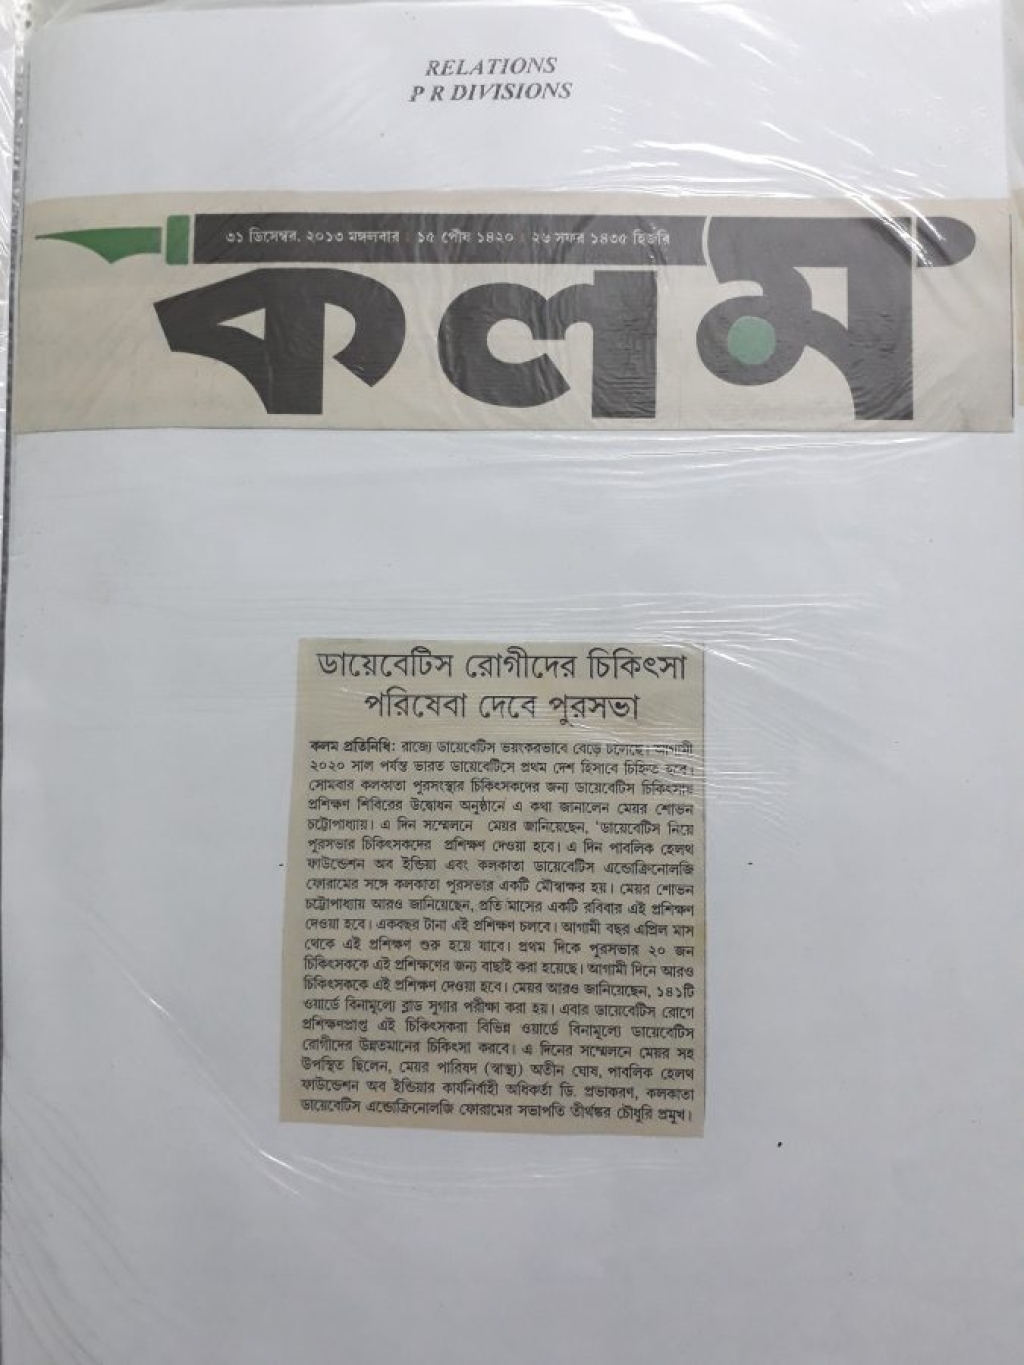 RELATIONS
P R DIVISIONS
৩১ ডিসেম্বর, ২০১৩ মঙ্গলবার ১৫ পৌষ ১৪২০ ২৬ সফর ১৪৩৫ হিজরি
কলম
ডায়েবেটিস রোগীদের চিকিৎসা
পরিষেবা দেবে পুরসভা
কলম প্রতিনিধি: রাজ্যে ডায়েবেটিস ভয়ংকরভাবে বেড়ে চলেছে। আগামী
২০২০ সাল পর্যন্ত ভারত ডায়েবেটিসে প্রথম দেশ হিসাবে চিহ্নিত হবে।
সোমবার কলকাতা পুরসংস্থার চিকিৎসকদের জন্য ডায়েবেটিস চিকিৎসায়
প্রশিক্ষণ শিবিরের উদ্বোধন অনুষ্ঠানে এ কথা জানালেন মেয়র শোভন
চট্টোপাধ্যায়। এ দিন সম্মেলনে মেয়র জানিয়েছেন, 'ডায়েবেটিস নিয়ে
পুরসভার চিকিৎসকদের প্রশিক্ষণ দেওয়া হবে। এ দিন পাবলিক হেলথ
ফাউন্ডেশন অব ইন্ডিয়া এবং কলকাতা ডায়েবেটিস এন্ডোক্রিনোলজি
ফোরামের সঙ্গে কলকাতা পুরসভার একটি মৌস্বাক্ষর হয়। মেয়র শোভন
চট্টোপাধ্যায় আরও জানিয়েছেন, প্রতি মাসের একটি রবিবার এই প্রশিক্ষণ
দেওয়া হবে। একবছর টানা এই প্রশিক্ষণ চলবে। আগামী বছর এপ্রিল মাস
থেকে এই প্রশিক্ষণ শুরু হয়ে যাবে। প্রথম দিকে পুরসভার ২০ জন
চিকিৎসককে এই প্রশিক্ষণের জন্য বাছাই করা হয়েছে। আগামী দিনে আরও
চিকিৎসককে এই প্রশিক্ষণ দেওয়া হবে। মেয়র আরও জানিয়েছেন, ১৪১টি
ওয়ার্ডে বিনামূল্যে ব্লাড সুগার পরীক্ষা করা হয়। এবার ডায়েবেটিস রোগে
প্রশিক্ষণপ্রাপ্ত এই চিকিৎসকরা বিভিন্ন ওয়ার্ডে বিনামূল্যে ডায়েবেটিস
রোগীদের উন্নতমানের চিকিৎসা করবে। এ দিনের সম্মেলনে মেয়র সহ
উপস্থিত ছিলেন, মেয়র পারিষদ (স্বাস্থ্য) অতীন ঘোষ, পাবলিক হেলথ
ফাউন্ডেশন অব ইন্ডিয়ার কার্যনির্বাহী অধিকর্তা ডি. প্রভাকরণ, কলকাতা
ডায়েবেটিস এন্ডোক্রিনোলজি ফোরামের সভাপতি তীর্থঙ্কর চৌধুরি প্রমুখ।